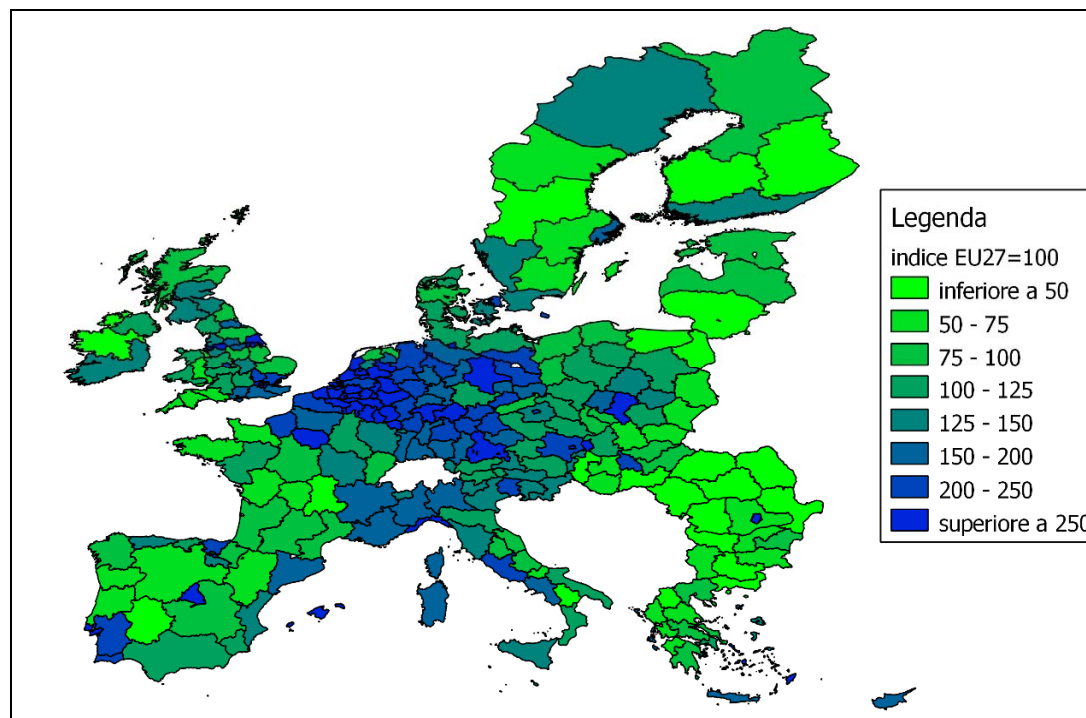 Legenda
indice EU27=100
inferiore a 50
50 - 75
75 - 100
100 - 125
125 - 150
150 - 200
200 - 250
superiore a 250